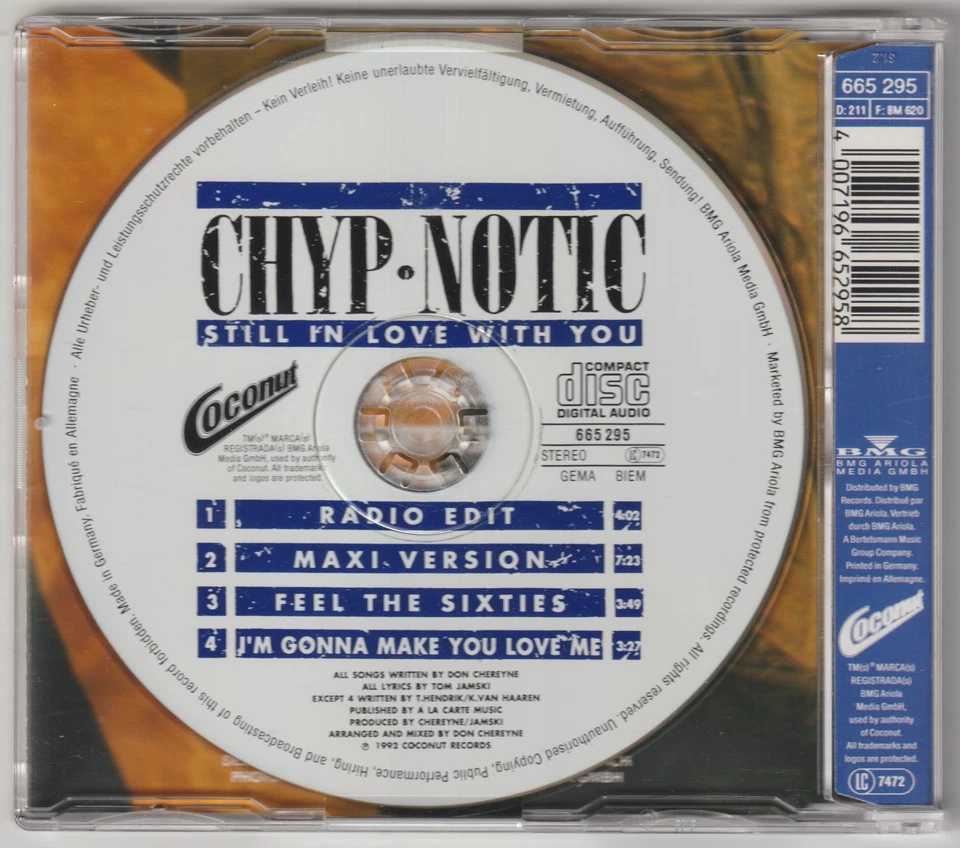 Alle Urheber- und Leistungsschutzrechte vorbehalten – Kein Verleih! Keine unerlaubte Vervielfältigung, Vermietung, Aufführung, Sendung! BMG Ariola Media GmbH · Marketed by BMG Ariola from protected recordings. All rights reserved. Unauthorised Copying, Public Performance, Hiring, and Broadcasting of this record forbidden. Made in Germany. Fabriqué en Allemagne ·
CHYP·NOTIC
STILL IN LOVE WITH YOU
Coconut
TM(s)® MARCA(s)
REGISTRADA(s) BMG Ariola
Media GmbH, used by authority
of Coconut. All trademarks
and logos are protected.
COMPACT
disc
DIGITAL AUDIO
665 295
STEREO LC 7472
GEMA BIEM
1 RADIO EDIT 4:02
2 MAXI VERSION 7:23
3 FEEL THE SIXTIES 3:49
4 I'M GONNA MAKE YOU LOVE ME 3:27
ALL SONGS WRITTEN BY DON CHEREYNE
ALL LYRICS BY TOM JAMSKI
EXCEPT 4 WRITTEN BY T.HENDRIK/K.VAN HAAREN
PUBLISHED BY A LA CARTE MUSIC
PRODUCED BY CHEREYNE/JAMSKI
ARRANGED AND MIXED BY DON CHEREYNE
℗ 1992 COCONUT RECORDS
665 295
D: 211 F: BM 620
4 007196 652958
BMG
BMG ARIOLA
MEDIA GMBH
Distributed by BMG
Records. Distribué par
BMG Ariola. Vertrieb
durch BMG Ariola.
A Bertelsmann Music
Group Company.
Printed in Germany.
Imprimé en Allemagne.
Coconut
TM(s)® MARCA(s)
REGISTRADA(s)
BMG Ariola
Media GmbH,
used by authority
of Coconut.
All trademarks and
logos are protected.
LC 7472